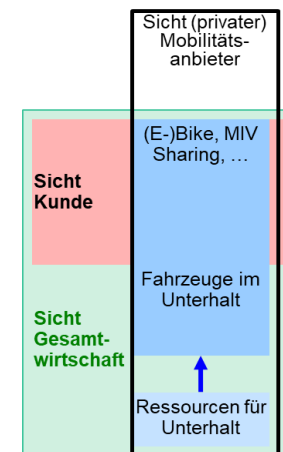 Sicht (privater)
Mobilitäts-
anbieter
(E-)Bike, MIV
Sharing, …
Sicht
Kunde
Fahrzeuge im
Unterhalt
Sicht
Gesamt-
wirtschaft
Ressourcen für
Unterhalt